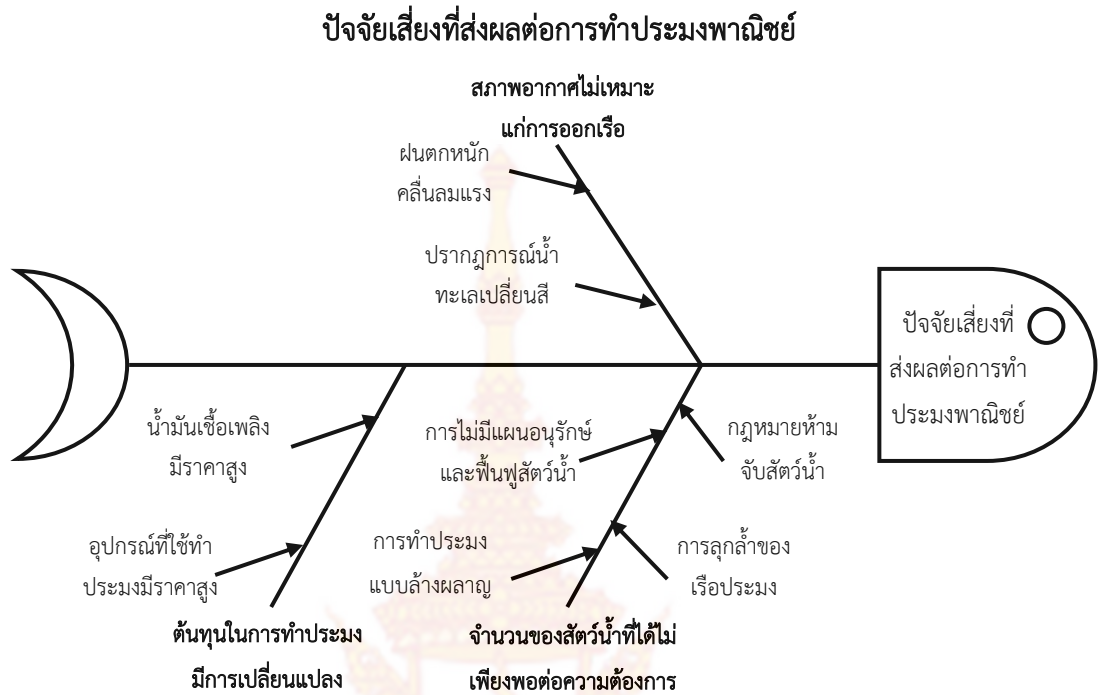 ปัจจัยเสี่ยงที่ส่งผลต่อการทำประมงพาณิชย์
สภาพอากาศไม่เหมาะ
แก่การออกเรือ
ฝนตกหนัก
คลื่นลมแรง
ปรากฎการณ์น้ำ
ทะเลเปลี่ยนสี
ปัจจัยเสี่ยงที่
ส่งผลต่อการทำ
ประมงพาณิชย์
น้ำมันเชื้อเพลิง
มีราคาสูง
การไม่มีแผนอนุรักษ์
และฟื้นฟูสัตว์น้ำ
กฎหมายห้าม
จับสัตว์น้ำ
อุปกรณ์ที่ใช้ทำ
ประมงมีราคาสูง
การทำประมง
แบบล้างผลาญ
การลุกล้ำของ
เรือประมง
ต้นทุนในการทำประมง
มีการเปลี่ยนแปลง
จำนวนของสัตว์น้ำที่ได้ไม่
เพียงพอต่อความต้องการ